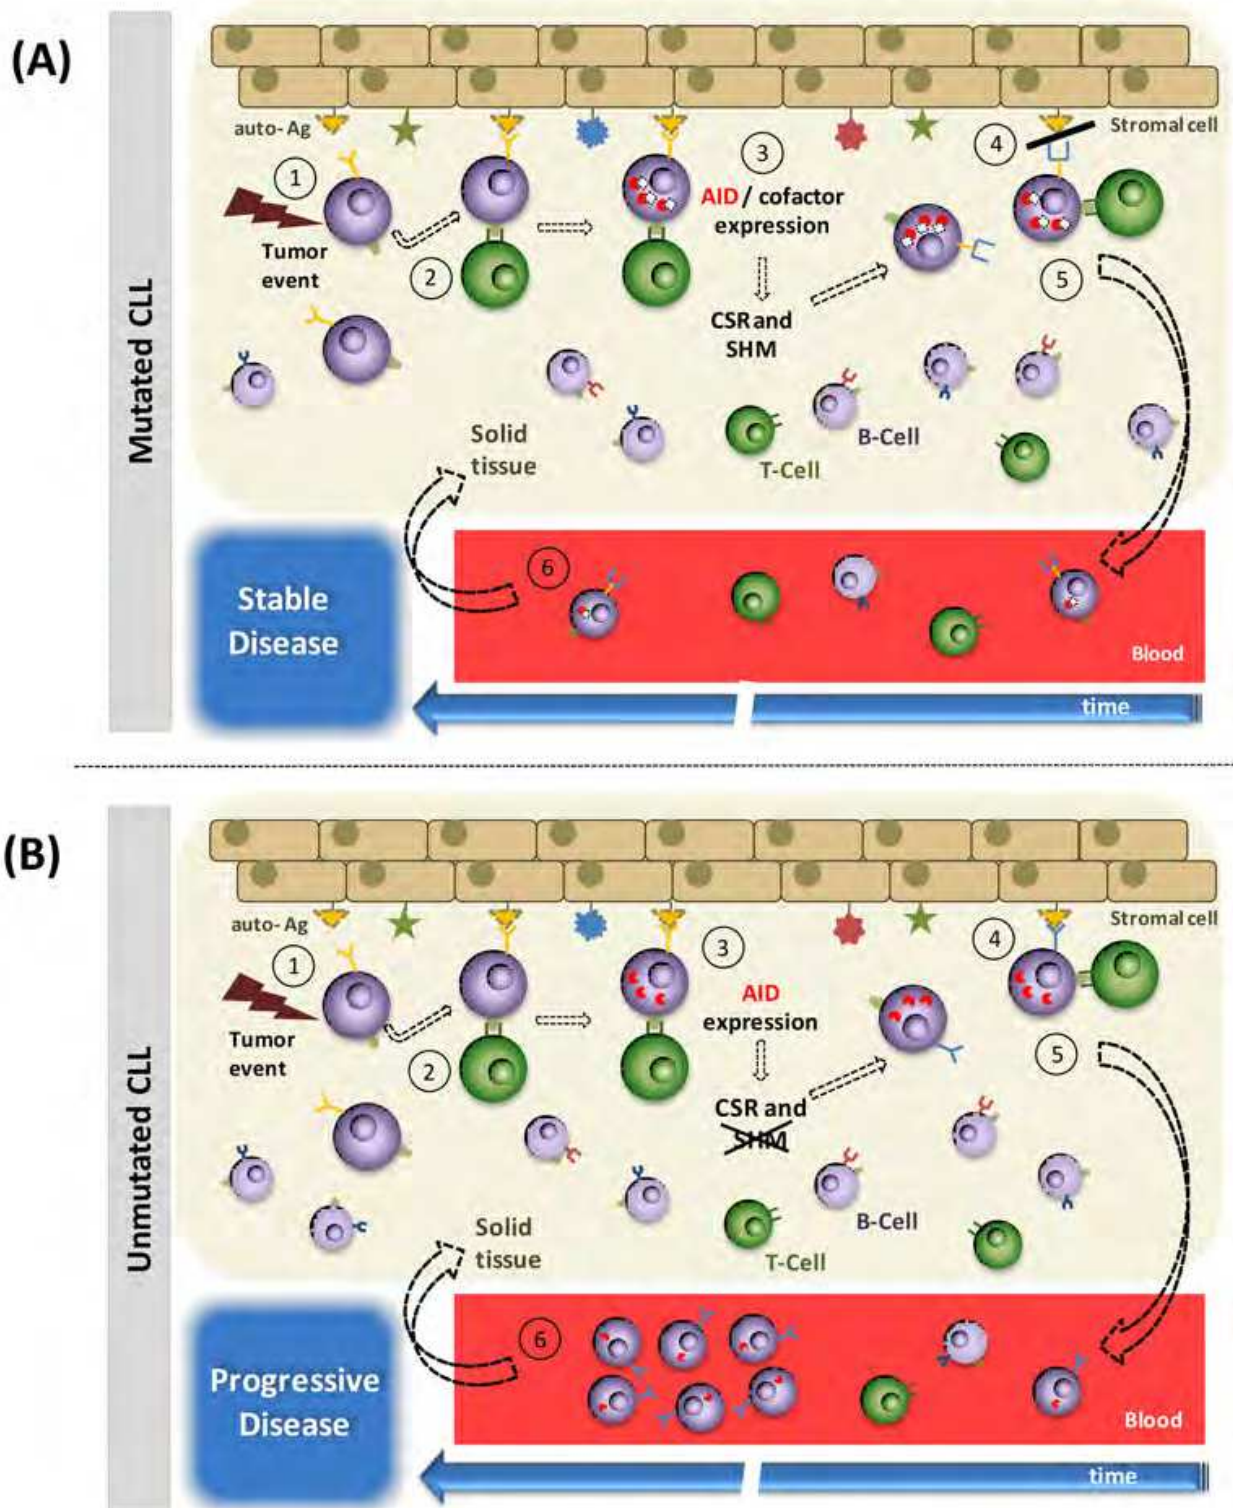 (A)
Mutated CLL
auto- Ag
Stromal cell
1
2
3
4
5
AID / cofactor
expression
Tumor
event
CSR and
SHM
Solid
tissue
B-Cell
T-Cell
6
Stable
Disease
Blood
time
(B)
Unmutated CLL
auto- Ag
Stromal cell
1
2
3
4
5
AID
expression
Tumor
event
CSR and
SHM
Solid
tissue
B-Cell
T-Cell
6
Progressive
Disease
Blood
time